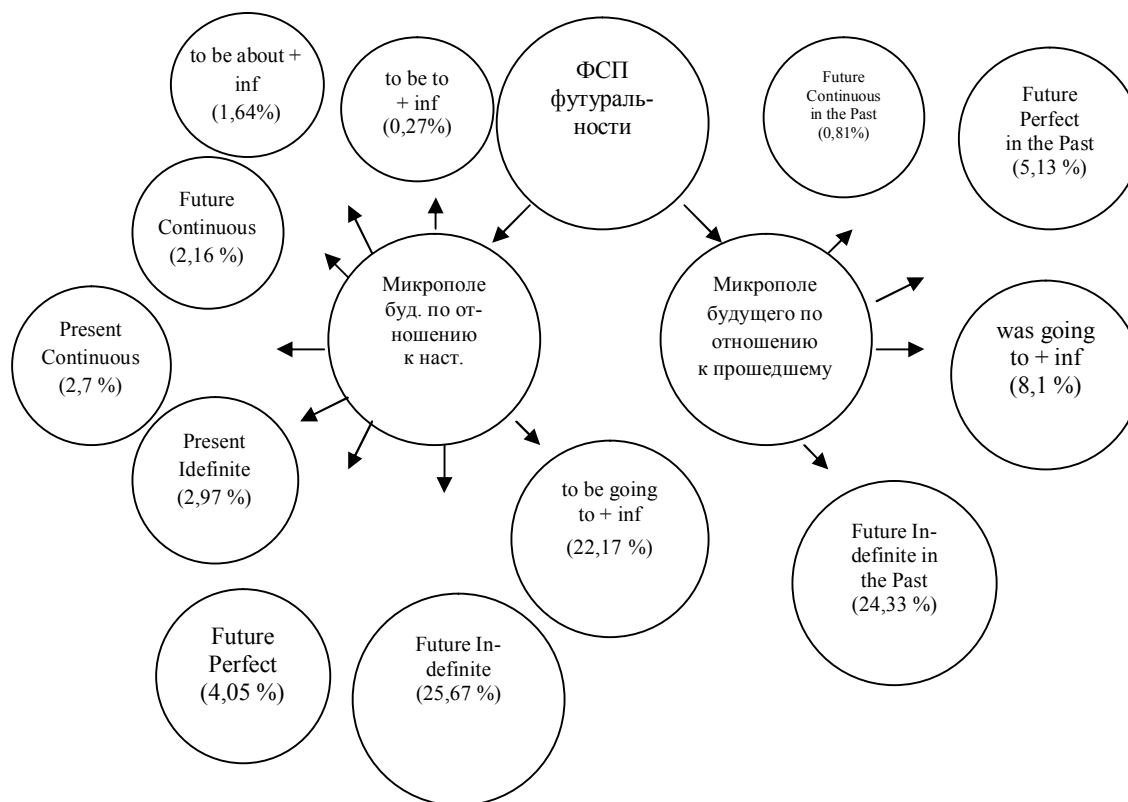 to be about +
inf
(1,64%)
to be to
+ inf
(0,27%)
ФСП
футураль-
ности
Future
Continuous
in the Past
(0,81%)
Future
Perfect
in the Past
(5,13 %)
Future
Continuous
(2,16 %)
Микрополе
буд. по от-
ношению
к наст.
Микрополе
будущего по
отношению
к прошедшему
Present
Continuous
(2,7 %)
was going
to + inf
(8,1 %)
Present
Idefinite
(2,97 %)
to be going
to + inf
(22,17 %)
Future In-
definite in
the Past
(24,33 %)
Future
Perfect
(4,05 %)
Future In-
definite
(25,67 %)